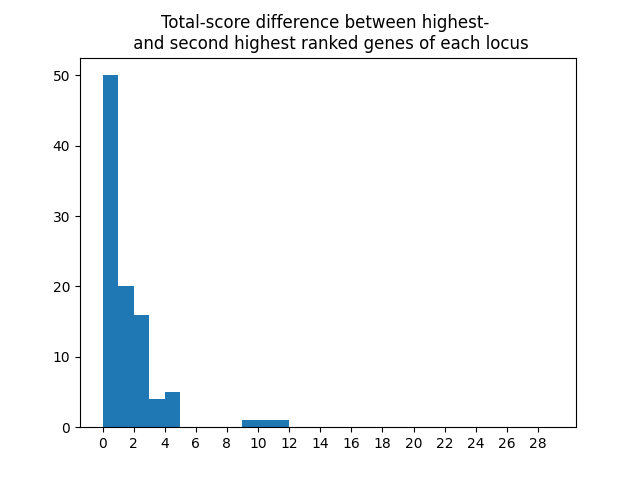 Total-score difference between highest-
and second highest ranked genes of each locus
50
40
30
20
10
0
0 2 4 6 8 10 12 14 16 18 20 22 24 26 28